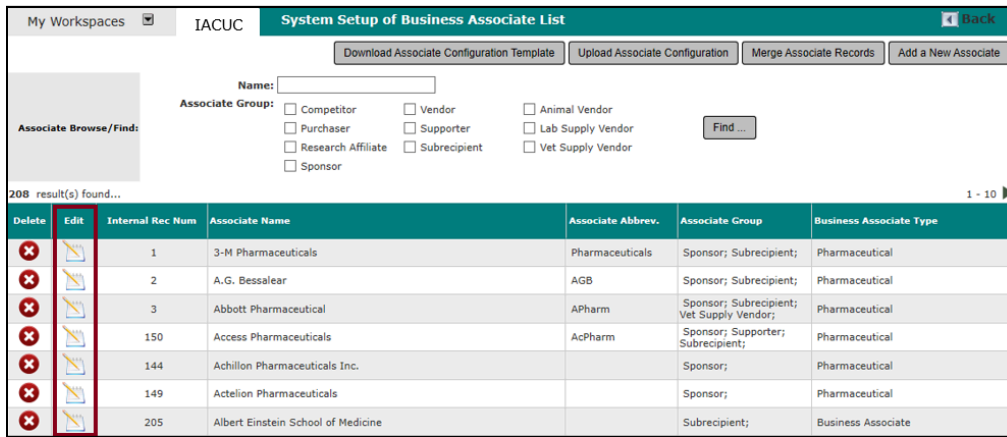 My Workspaces IACUC System Setup of Business Associate List Back
Download Associate Configuration Template Upload Associate Configuration Merge Associate Records Add a New Associate
Name:
Associate Group: Competitor Vendor Animal Vendor
Associate Browse/Find: Purchaser Supporter Lab Supply Vendor Find ...
Research Affiliate Subrecipient Vet Supply Vendor
Sponsor
208 result(s) found... 1 - 10
Delete Edit Internal Rec Num Associate Name Associate Abbrev. Associate Group Business Associate Type
1 3-M Pharmaceuticals Pharmaceuticals Sponsor; Subrecipient; Pharmaceutical
2 A.G. Bessalear AGB Sponsor; Subrecipient; Pharmaceutical
3 Abbott Pharmaceutical APharm Sponsor; Subrecipient; Vet Supply Vendor; Pharmaceutical
150 Access Pharmaceuticals AcPharm Sponsor; Supporter; Subrecipient; Pharmaceutical
144 Achillon Pharmaceuticals Inc. Sponsor; Pharmaceutical
149 Actelion Pharmaceuticals Sponsor; Pharmaceutical
205 Albert Einstein School of Medicine Subrecipient; Business Associate